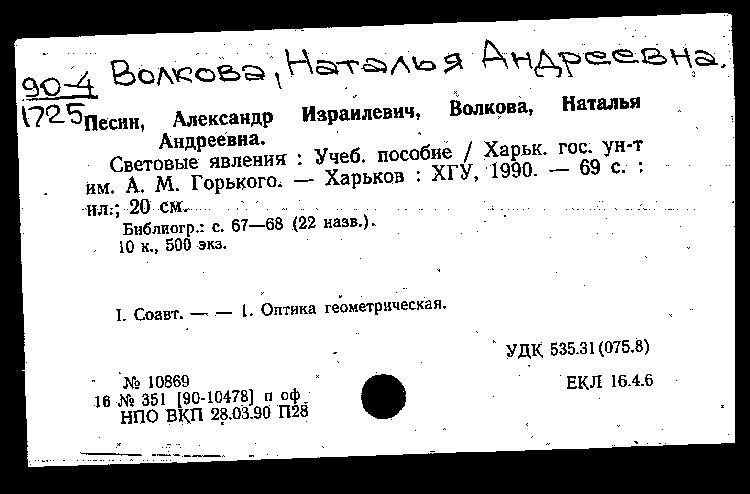 Волкова, Наталья Андреевна.
90-4
1725
Песин, Александр Израилевич, Волкова, Наталья
Андреевна.
Световые явления : Учеб. пособие / Харьк. гос. ун-т
им. А. М. Горького. — Харьков : ХГУ, 1990. — 69 с. :
ил.; 20 см.
Библиогр.: с. 67—68 (22 назв.).
10 к., 500 экз.
I. Соавт. — — 1. Оптика геометрическая.
УДК 535.31(075.8)
№ 10869
ЕКЛ 16.4.6
16 № 351 [90-10478] п оф
НПО ВКП 28.03.90 П28